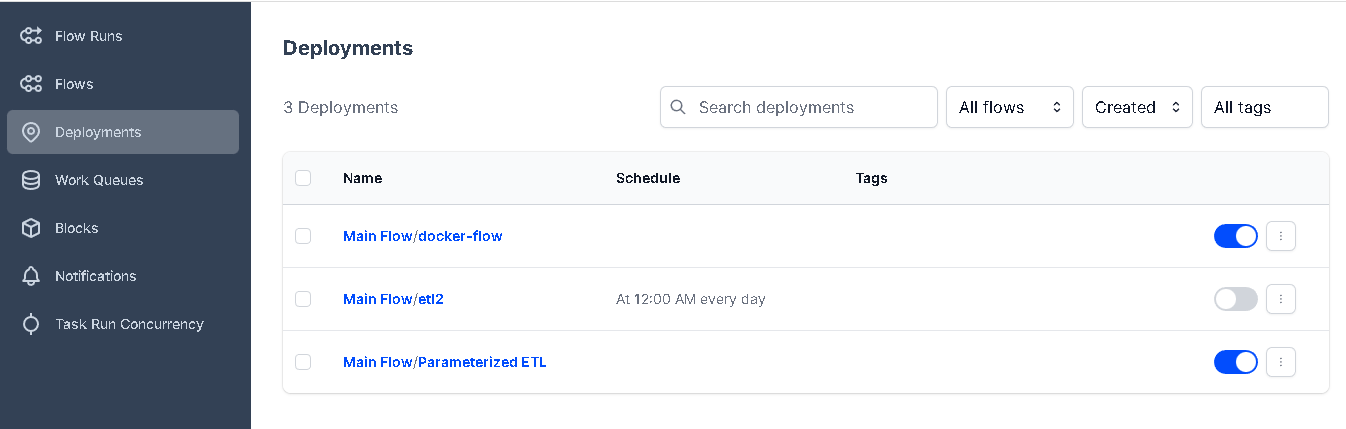 Flow Runs
Flows
Deployments
Work Queues
Blocks
Notifications
Task Run Concurrency
Deployments
3 Deployments
Search deployments
All flows
Created
All tags
Name Schedule Tags
Main Flow/docker-flow
Main Flow/etl2 At 12:00 AM every day
Main Flow/Parameterized ETL